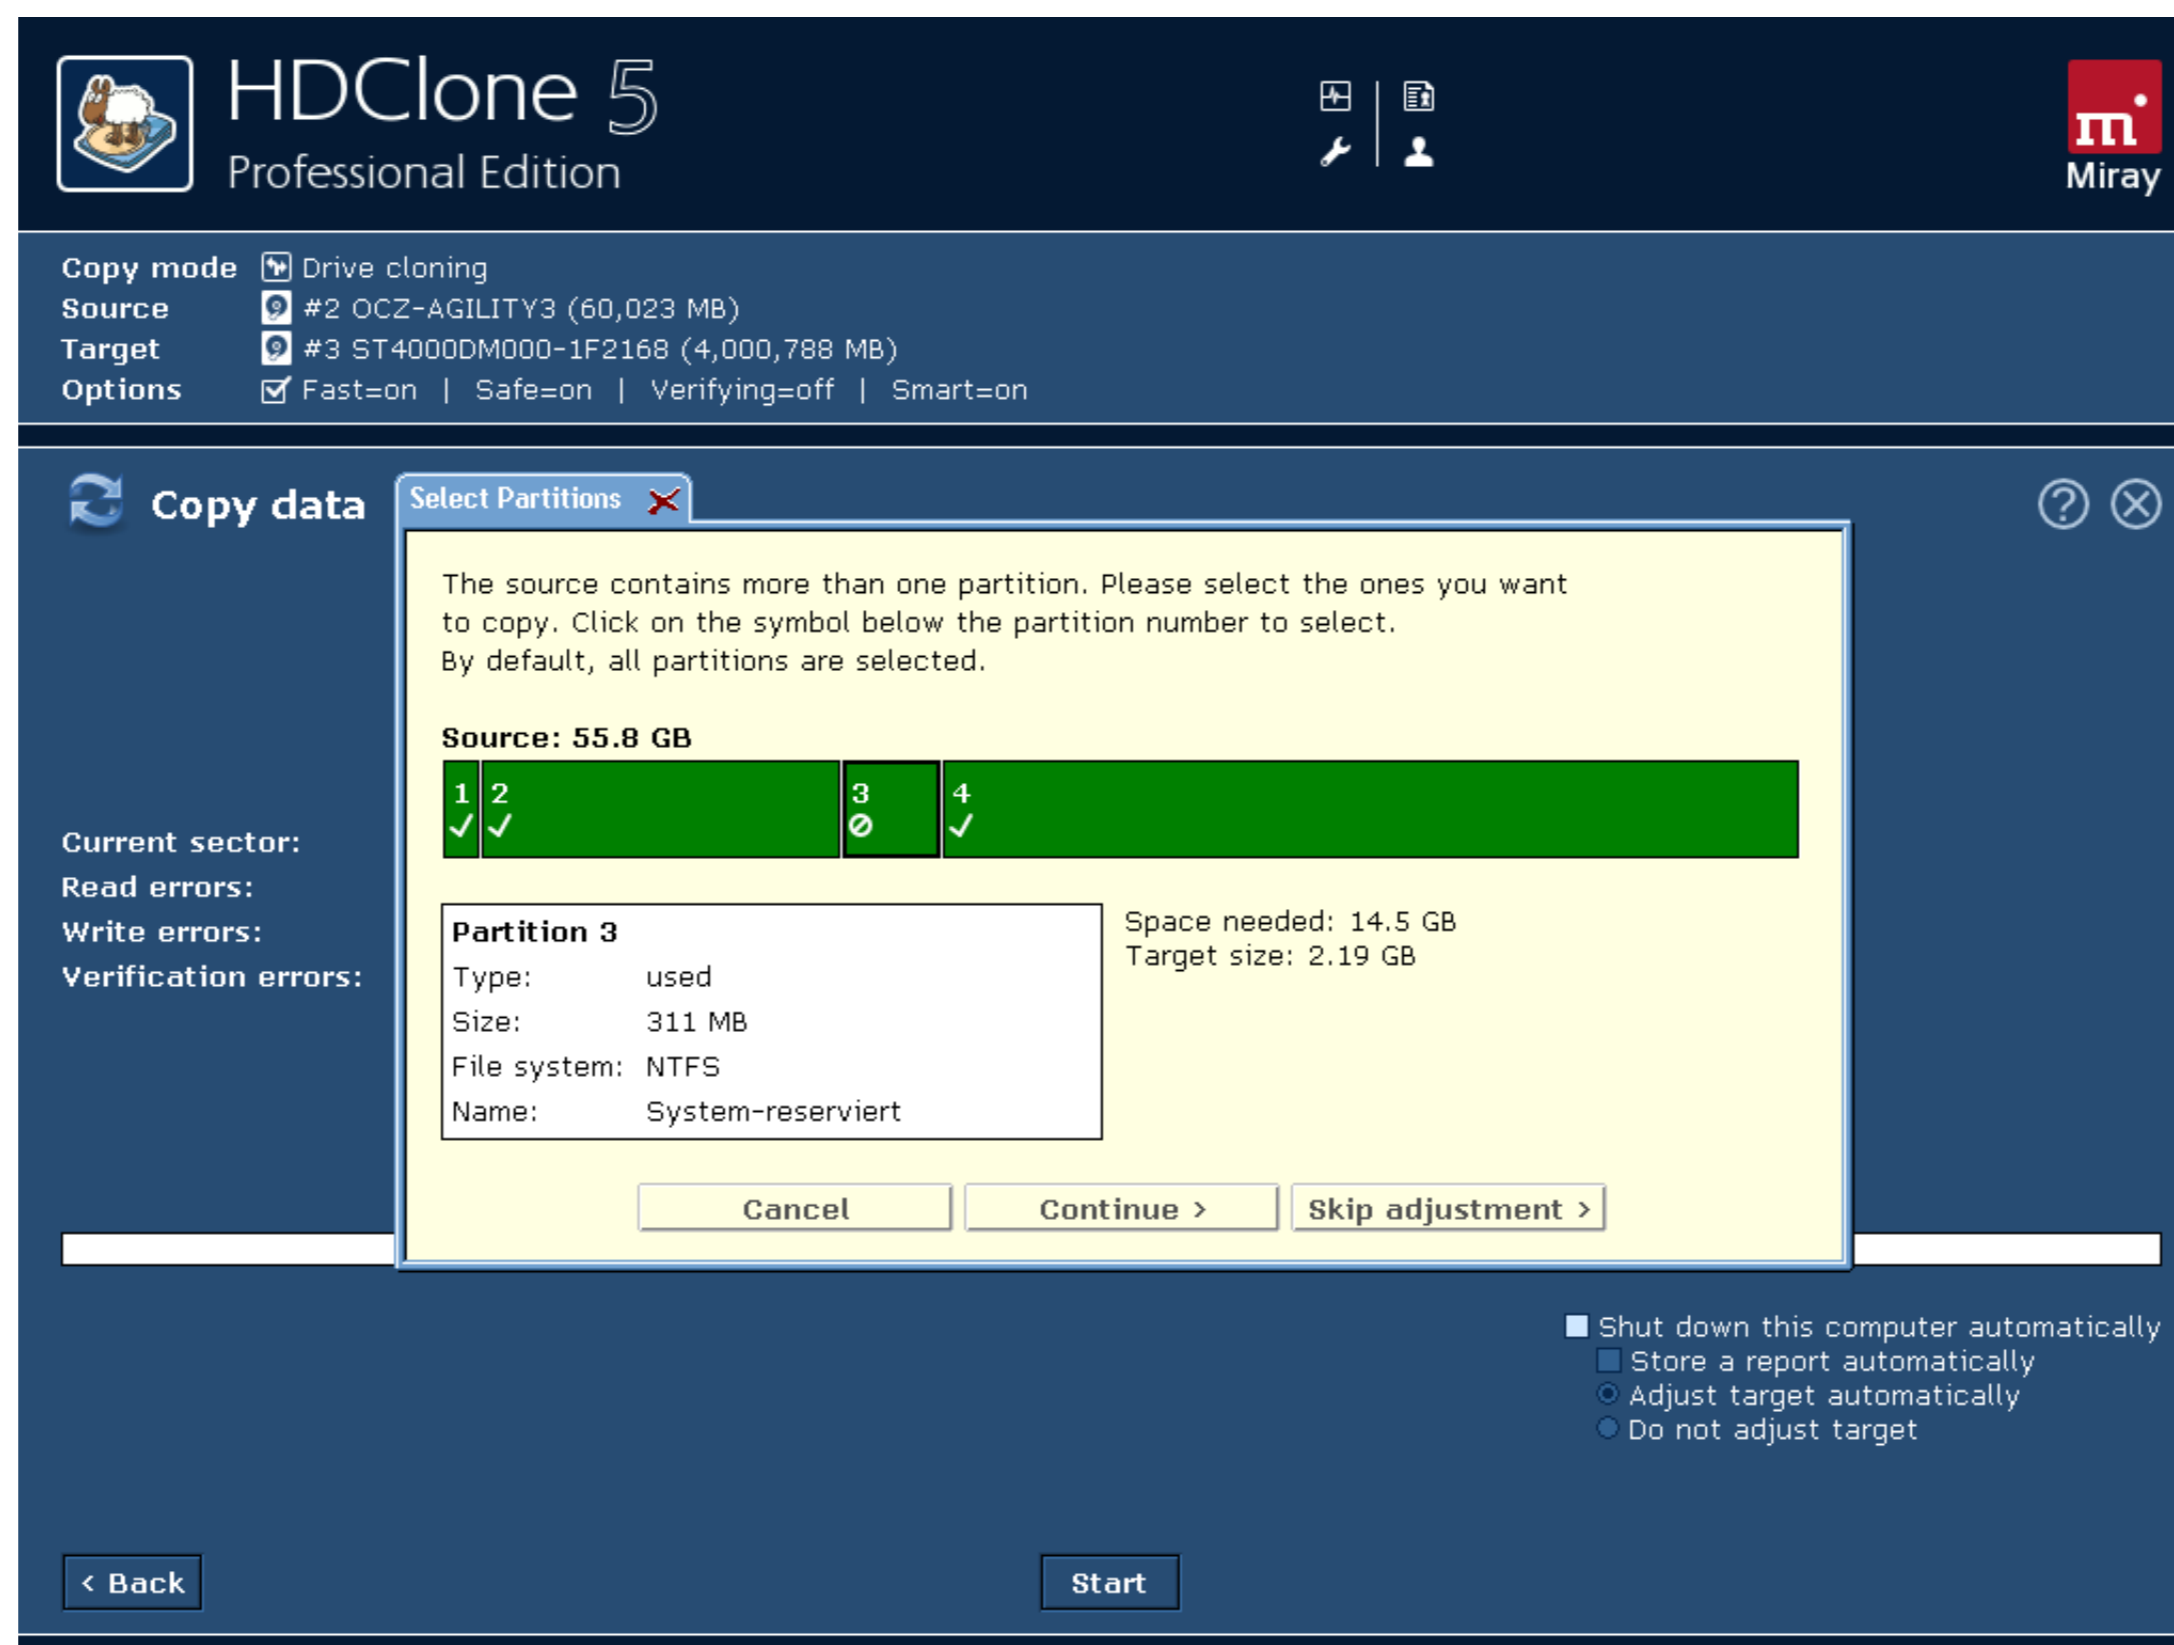 HDClone 5
Professional Edition
m
Miray
Copy mode Drive cloning
Source #2 OCZ-AGILITY3 (60,023 MB)
Target #3 ST4000DM000-1F2168 (4,000,788 MB)
Options Fast=on | Safe=on | Verifying=off | Smart=on
Copy data
Select Partitions
The source contains more than one partition. Please select the ones you want
to copy. Click on the symbol below the partition number to select.
By default, all partitions are selected.
Source: 55.8 GB
1 2 3 4
Current sector:
Read errors:
Write errors:
Verification errors:
Partition 3
Type: used
Size: 311 MB
File system: NTFS
Name: System-reserviert
Space needed: 14.5 GB
Target size: 2.19 GB
Cancel
Continue >
Skip adjustment >
Shut down this computer automatically
Store a report automatically
Adjust target automatically
Do not adjust target
< Back
Start